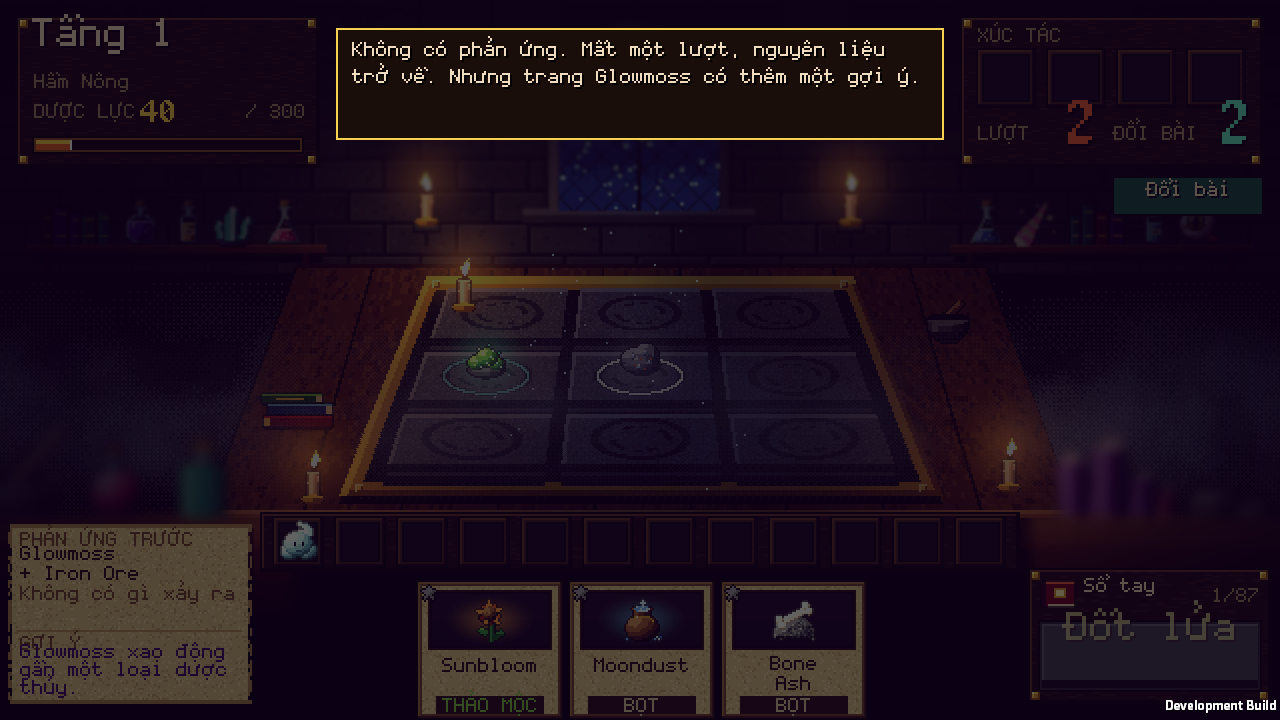 Tầng 1
Hầm Nông
DƯỢC LỰC 40 / 300
Không có phản ứng. Mất một lượt, nguyên liệu
trở về. Nhưng trang Glowmoss có thêm một gợi ý.
XÚC TÁC
LƯỢT 2 ĐỔI BÀI 2
Đổi bài
PHẢN ỨNG TRƯỚC
Glowmoss
+ Iron Ore
Không có gì xảy ra
GỢI Ý
Glowmoss xao động
gần một loại dược
thủy.
Sunbloom
THẢO MỘC
Moondust
BỘT
Bone
Ash
BỘT
Sổ tay 1/87
Đốt lửa
Development Build